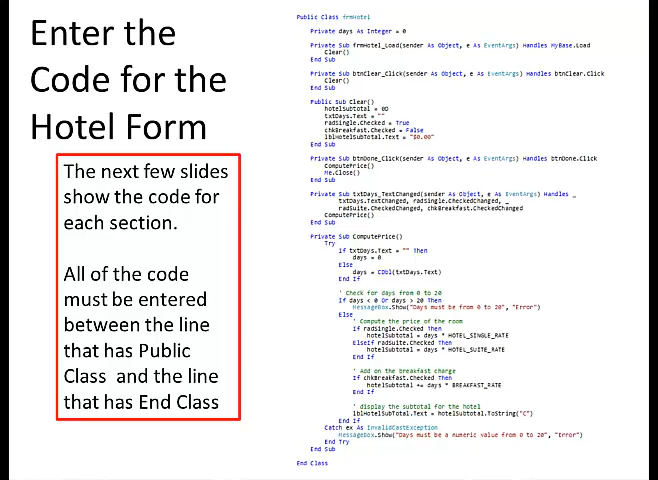 Enter the
Code for the
Hotel Form
The next few slides
show the code for
each section.
All of the code
must be entered
between the line
that has Public
Class and the line
that has End Class
Public Class frmHotel
Private days As Integer = 0
Private Sub frmHotel_Load(sender As Object, e As EventArgs) Handles MyBase.Load
Clear()
End Sub
Private Sub btnClear_Click(sender As Object, e As EventArgs) Handles btnClear.Click
Clear()
End Sub
Public Sub Clear()
hotelSubtotal = 0D
txtDays.Text = ""
radSingle.Checked = True
chkBreakfast.Checked = False
lblHotelSubtotal.Text = "$0.00"
End Sub
Private Sub btnDone_Click(sender As Object, e As EventArgs) Handles btnDone.Click
ComputePrice()
Me.Close()
End Sub
Private Sub txtDays_TextChanged(sender As Object, e As EventArgs) Handles _
txtDays.TextChanged, radSingle.CheckedChanged, _
radSuite.CheckedChanged, chkBreakfast.CheckedChanged
ComputePrice()
End Sub
Private Sub ComputePrice()
Try
If txtDays.Text = "" Then
days = 0
Else
days = CDbl(txtDays.Text)
End If
' Check for days from 0 to 20
If days < 0 Or days > 20 Then
MessageBox.Show("Days must be from 0 to 20", "Error")
Else
' Compute the price of the room
If radSingle.Checked Then
hotelSubtotal = days * HOTEL_SINGLE_RATE
ElseIf radSuite.Checked Then
hotelSubtotal = days * HOTEL_SUITE_RATE
End If
' Add on the breakfast charge
If chkBreakfast.Checked Then
hotelSubtotal += days * BREAKFAST_RATE
End If
' display the subtotal for the hotel
lblHotelSubtotal.Text = hotelSubtotal.ToString("C")
End If
Catch ex As InvalidCastException
MessageBox.Show("Days must be a numeric value from 0 to 20", "Error")
End Try
End Sub
End Class